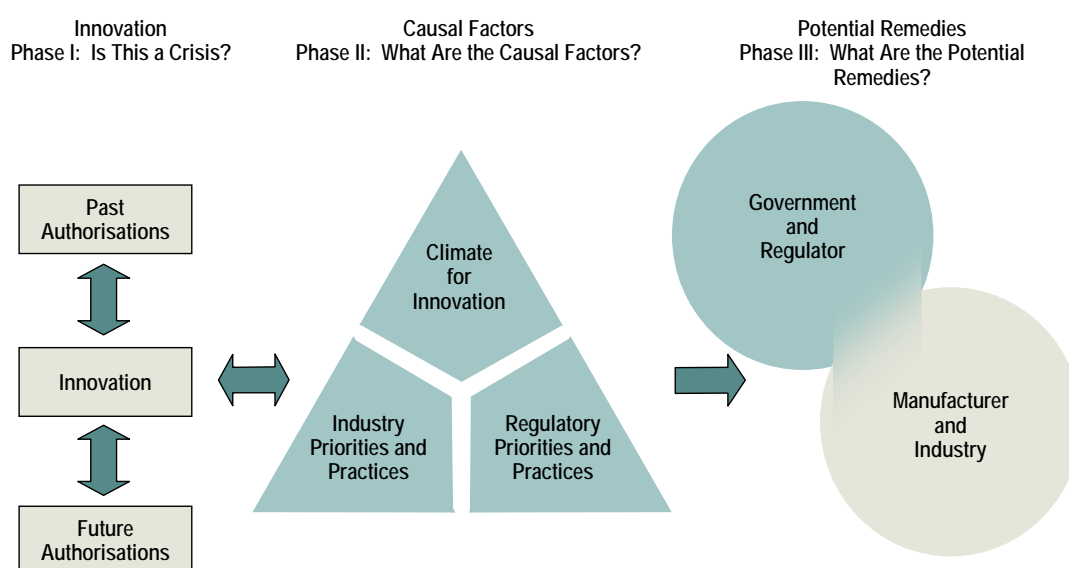 Innovation
Phase I: Is This a Crisis?
Causal Factors
Phase II: What Are the Causal Factors?
Potential Remedies
Phase III: What Are the Potential
Remedies?
Past
Authorisations
Innovation
Future
Authorisations
Climate
for
Innovation
Industry
Priorities and
Practices
Regulatory
Priorities and
Practices
Government
and
Regulator
Manufacturer
and
Industry